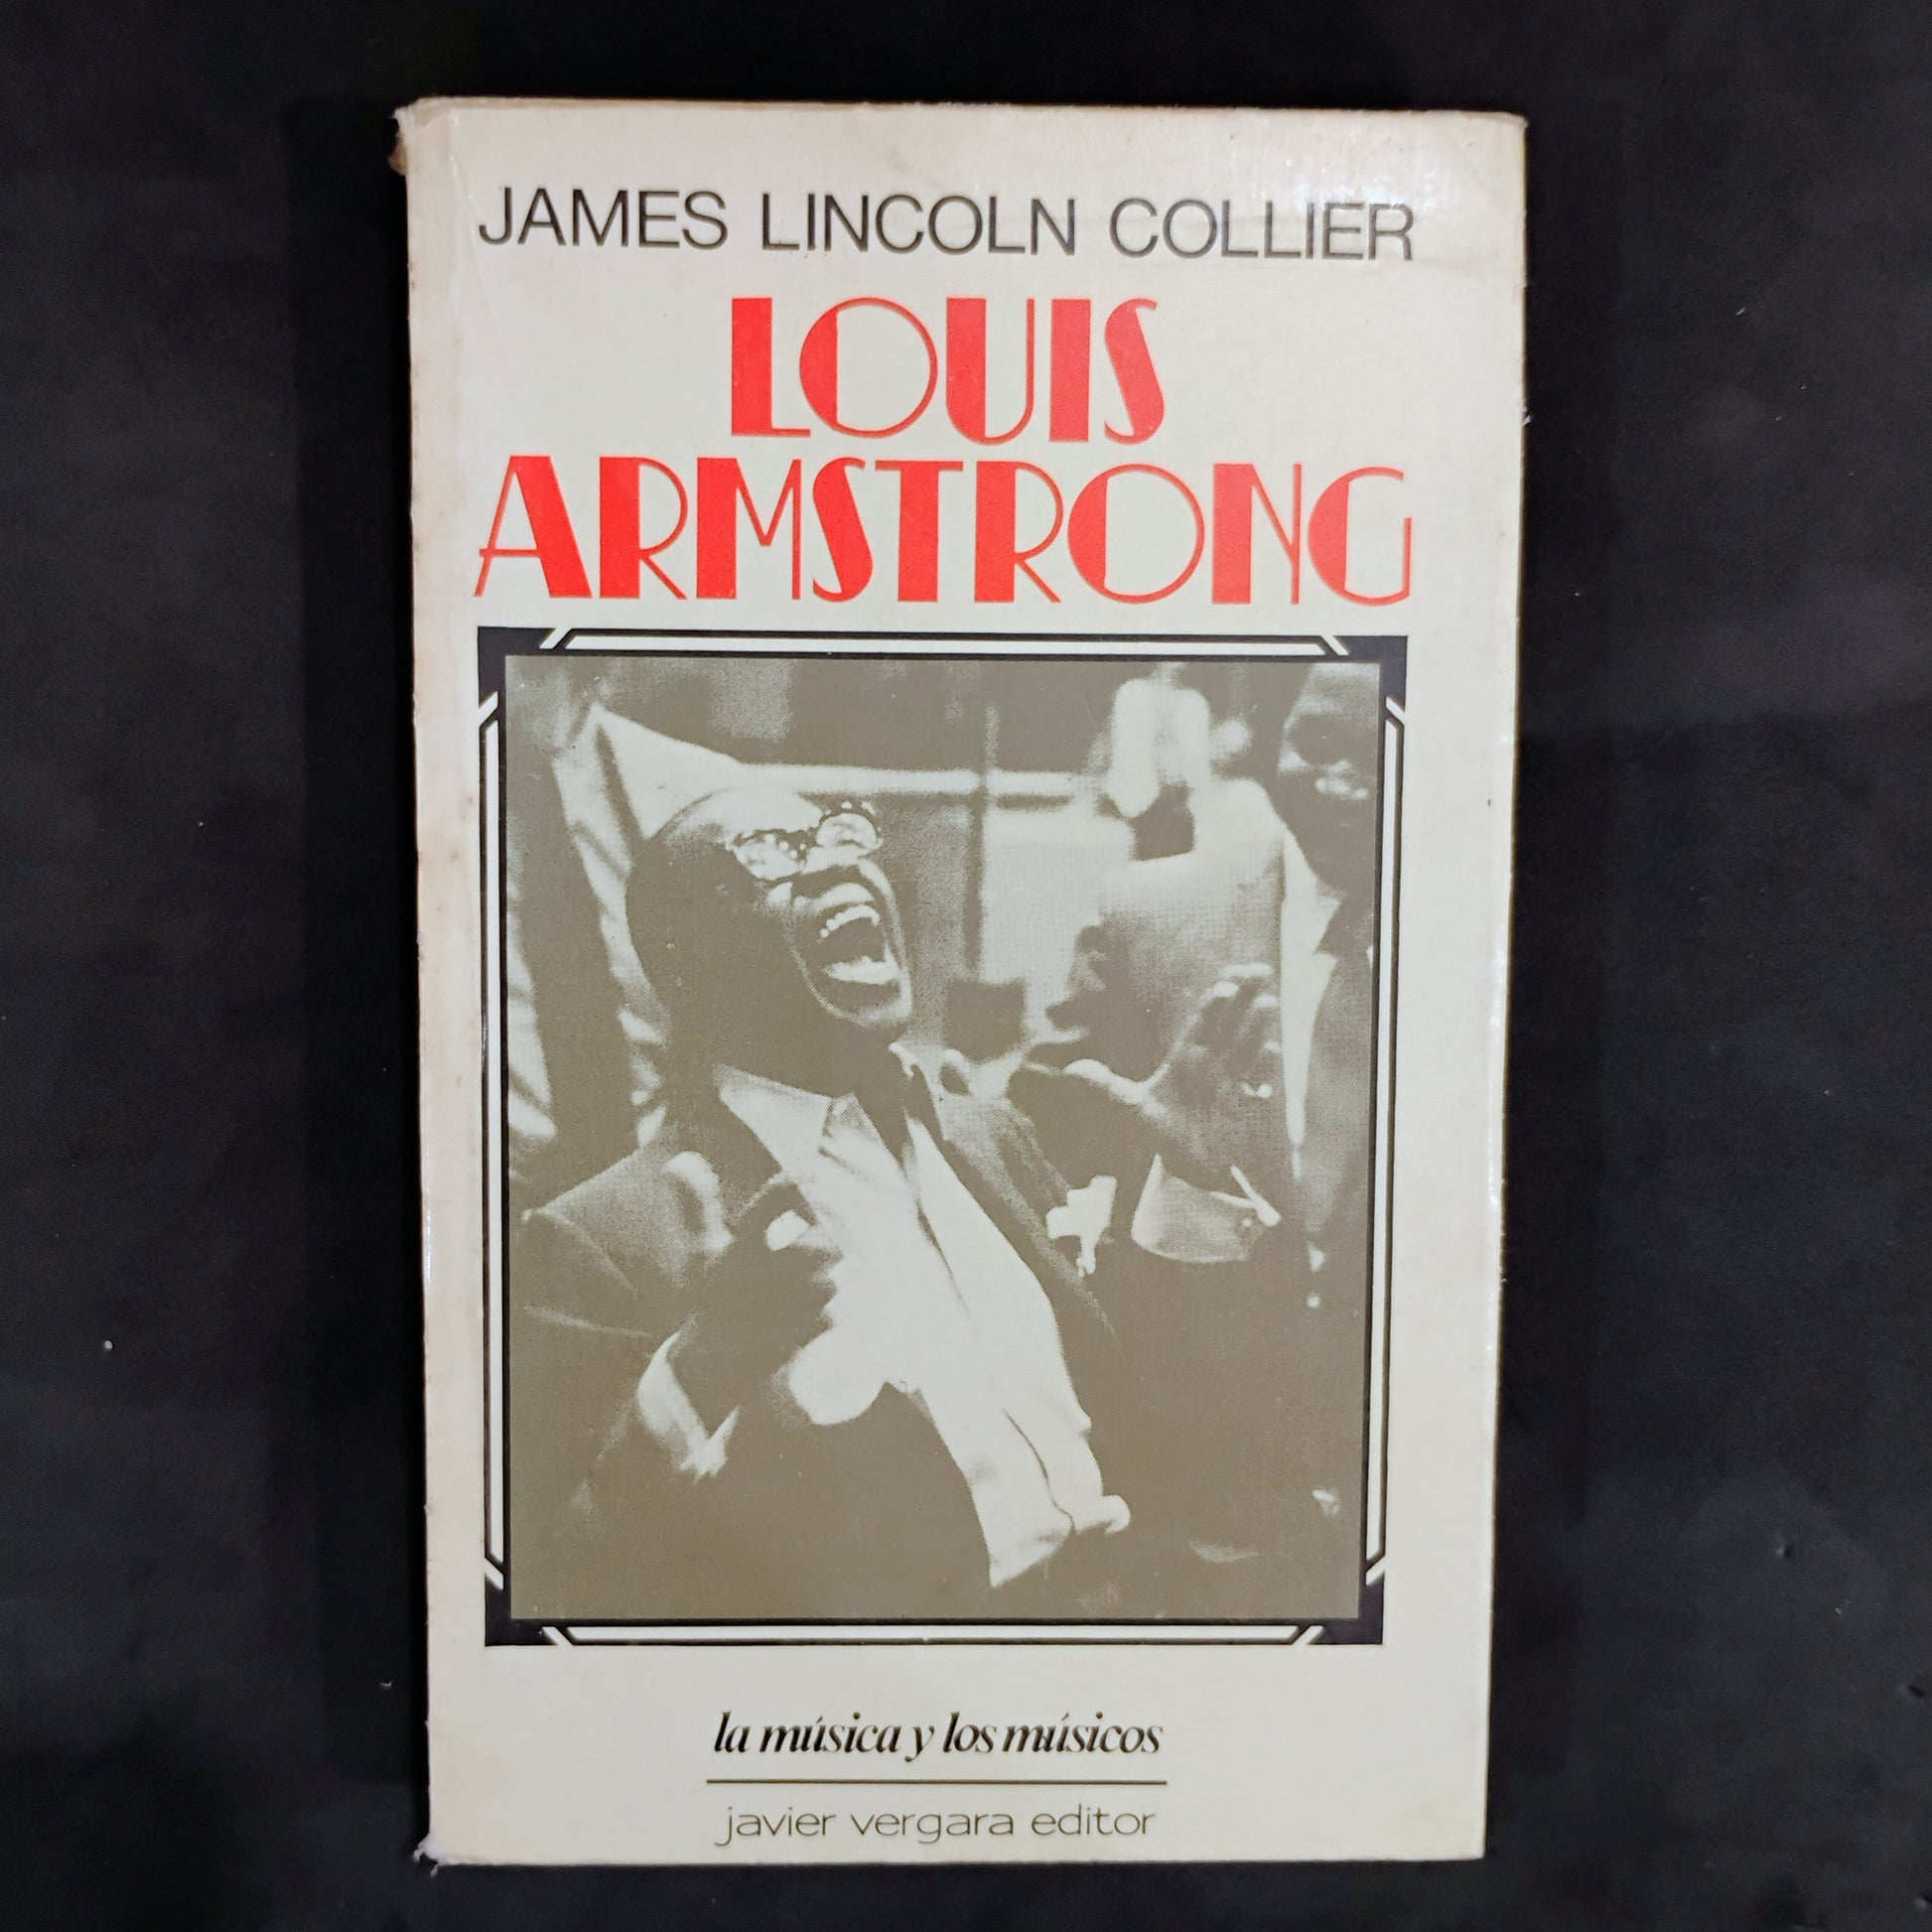 JAMES LINCOLN COLLIER
LOUIS
ARMSTRONG
la música y los músicos
javier vergara editor